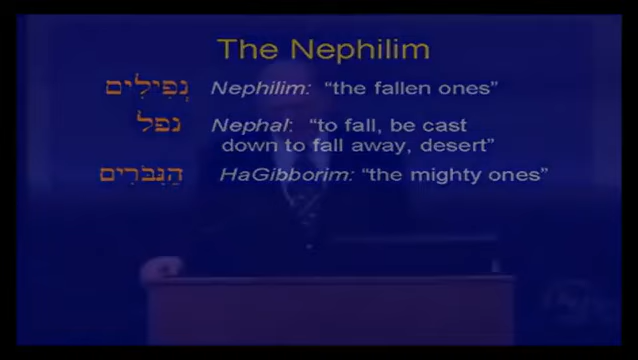 The Nephilim
נְפִילִים Nephilim: “the fallen ones”
נפל Nephal: “to fall, be cast
down to fall away, desert”
הַגִּבֹּרִים HaGibborim: “the mighty ones”